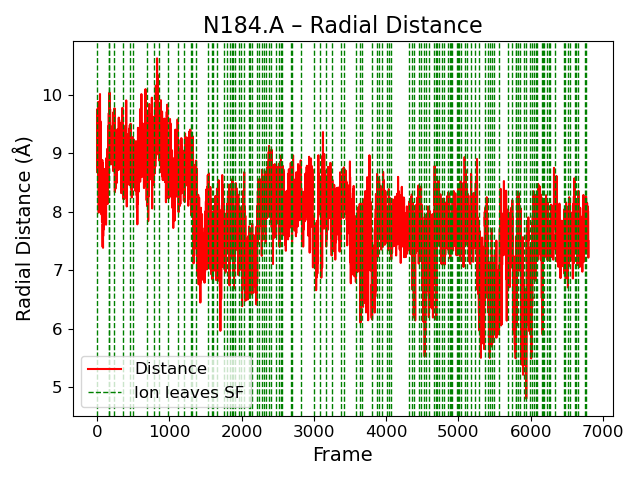 N184.A – Radial Distance
Radial Distance (Å)
10
9
8
7
6
5
Distance
Ion leaves SF
0 1000 2000 3000 4000 5000 6000 7000
Frame